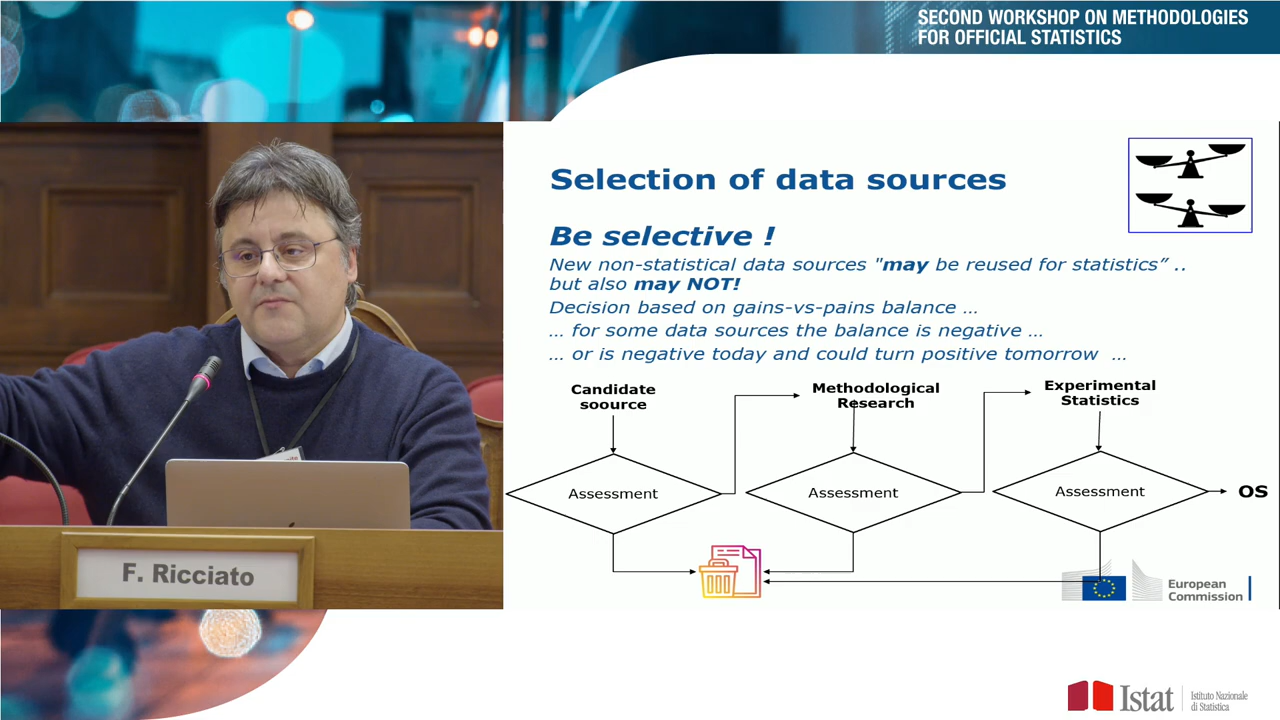 SECOND WORKSHOP ON METHODOLOGIES
FOR OFFICIAL STATISTICS
Selection of data sources
Be selective !
New non-statistical data sources "may be reused for statistics” ..
but also may NOT!
Decision based on gains-vs-pains balance …
… for some data sources the balance is negative …
… or is negative today and could turn positive tomorrow …
Candidate
soource
Methodological
Research
Experimental
Statistics
Assessment
Assessment
Assessment
OS
F. Ricciato
European
Commission
Istat
Istituto Nazionale
di Statistica